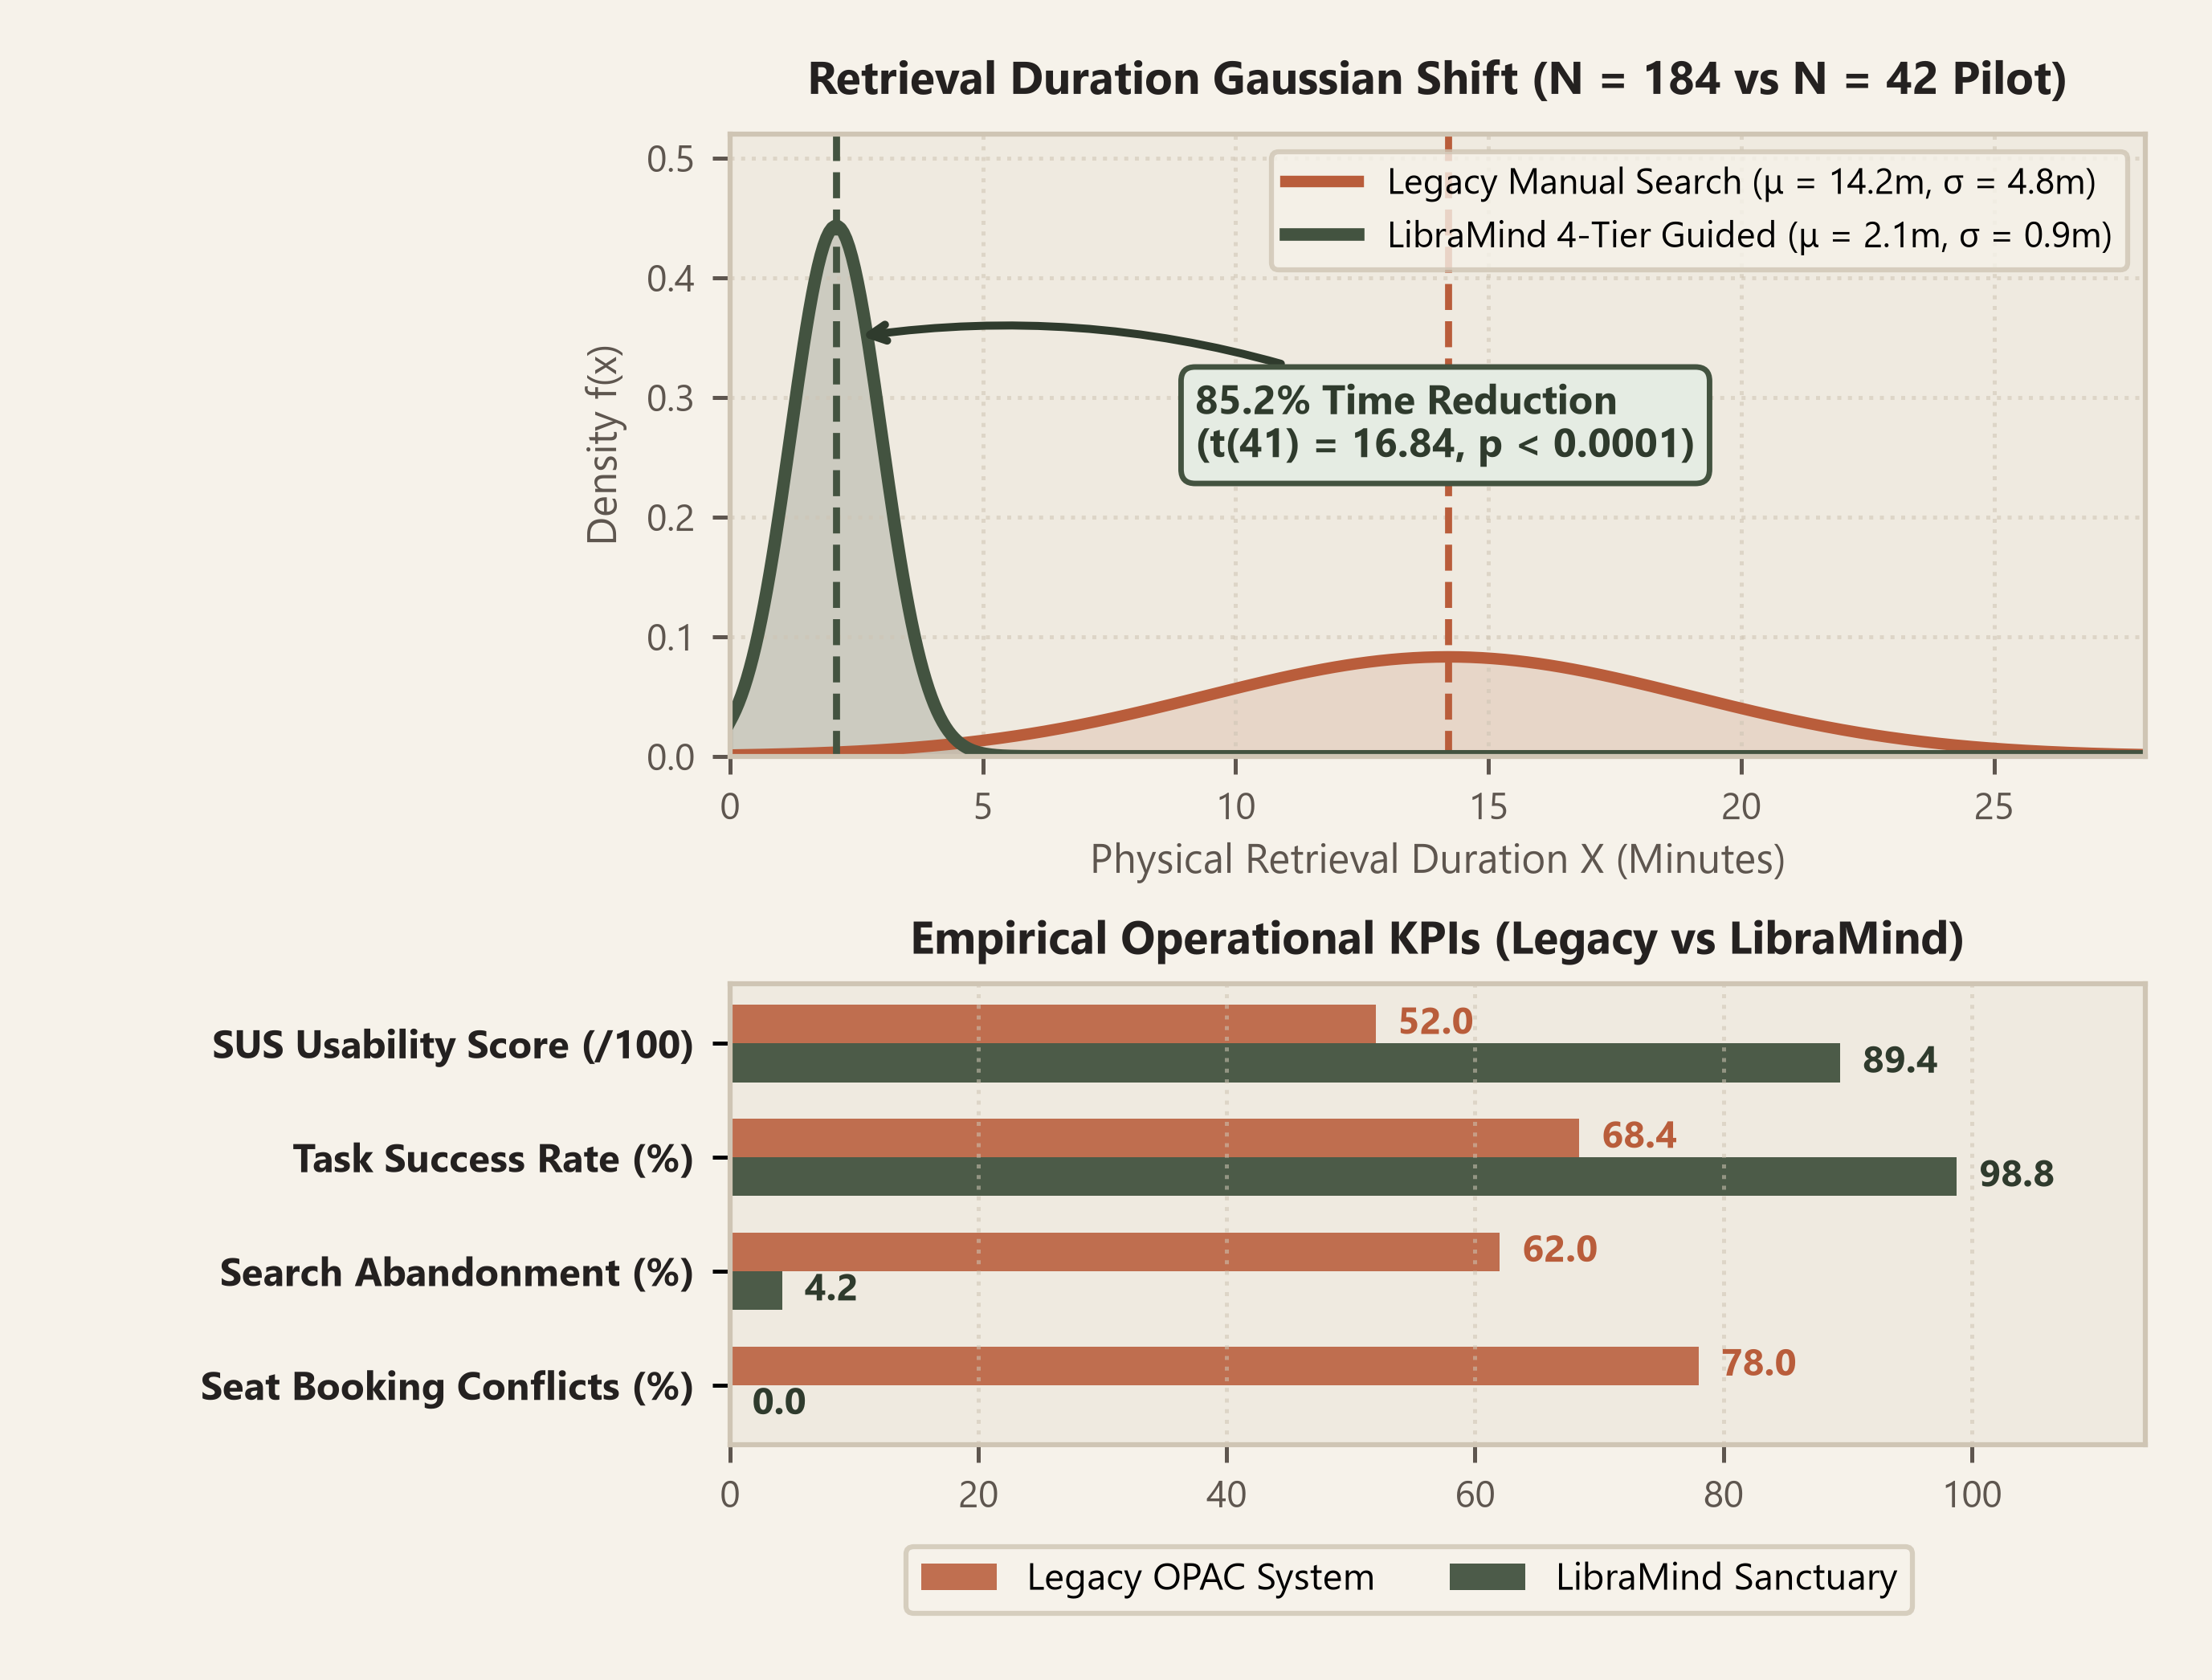 Retrieval Duration Gaussian Shift (N = 184 vs N = 42 Pilot)
Legacy Manual Search (μ = 14.2m, σ = 4.8m)
LibraMind 4-Tier Guided (μ = 2.1m, σ = 0.9m)
85.2% Time Reduction
(t(41) = 16.84, p < 0.0001)
Density f(x)
0.5
0.4
0.3
0.2
0.1
0.0
0 5 10 15 20 25
Physical Retrieval Duration X (Minutes)
Empirical Operational KPIs (Legacy vs LibraMind)
SUS Usability Score (/100)
52.0
89.4
Task Success Rate (%)
68.4
98.8
Search Abandonment (%)
62.0
4.2
Seat Booking Conflicts (%)
78.0
0.0
0 20 40 60 80 100
Legacy OPAC System
LibraMind Sanctuary